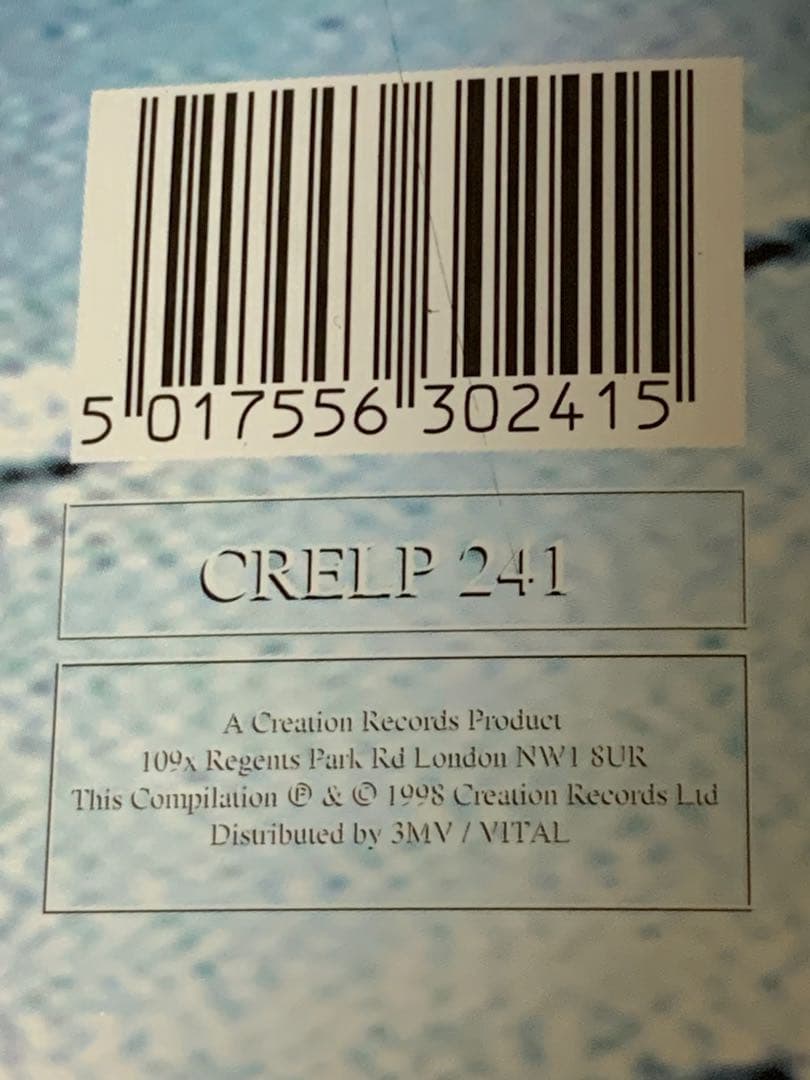 5 017556 302415
CRELP 241
A Creation Records Product
109x Regents Park Rd London NW1 8UR
This Compilation ℗ & © 1998 Creation Records Ltd
Distributed by 3MV / VITAL